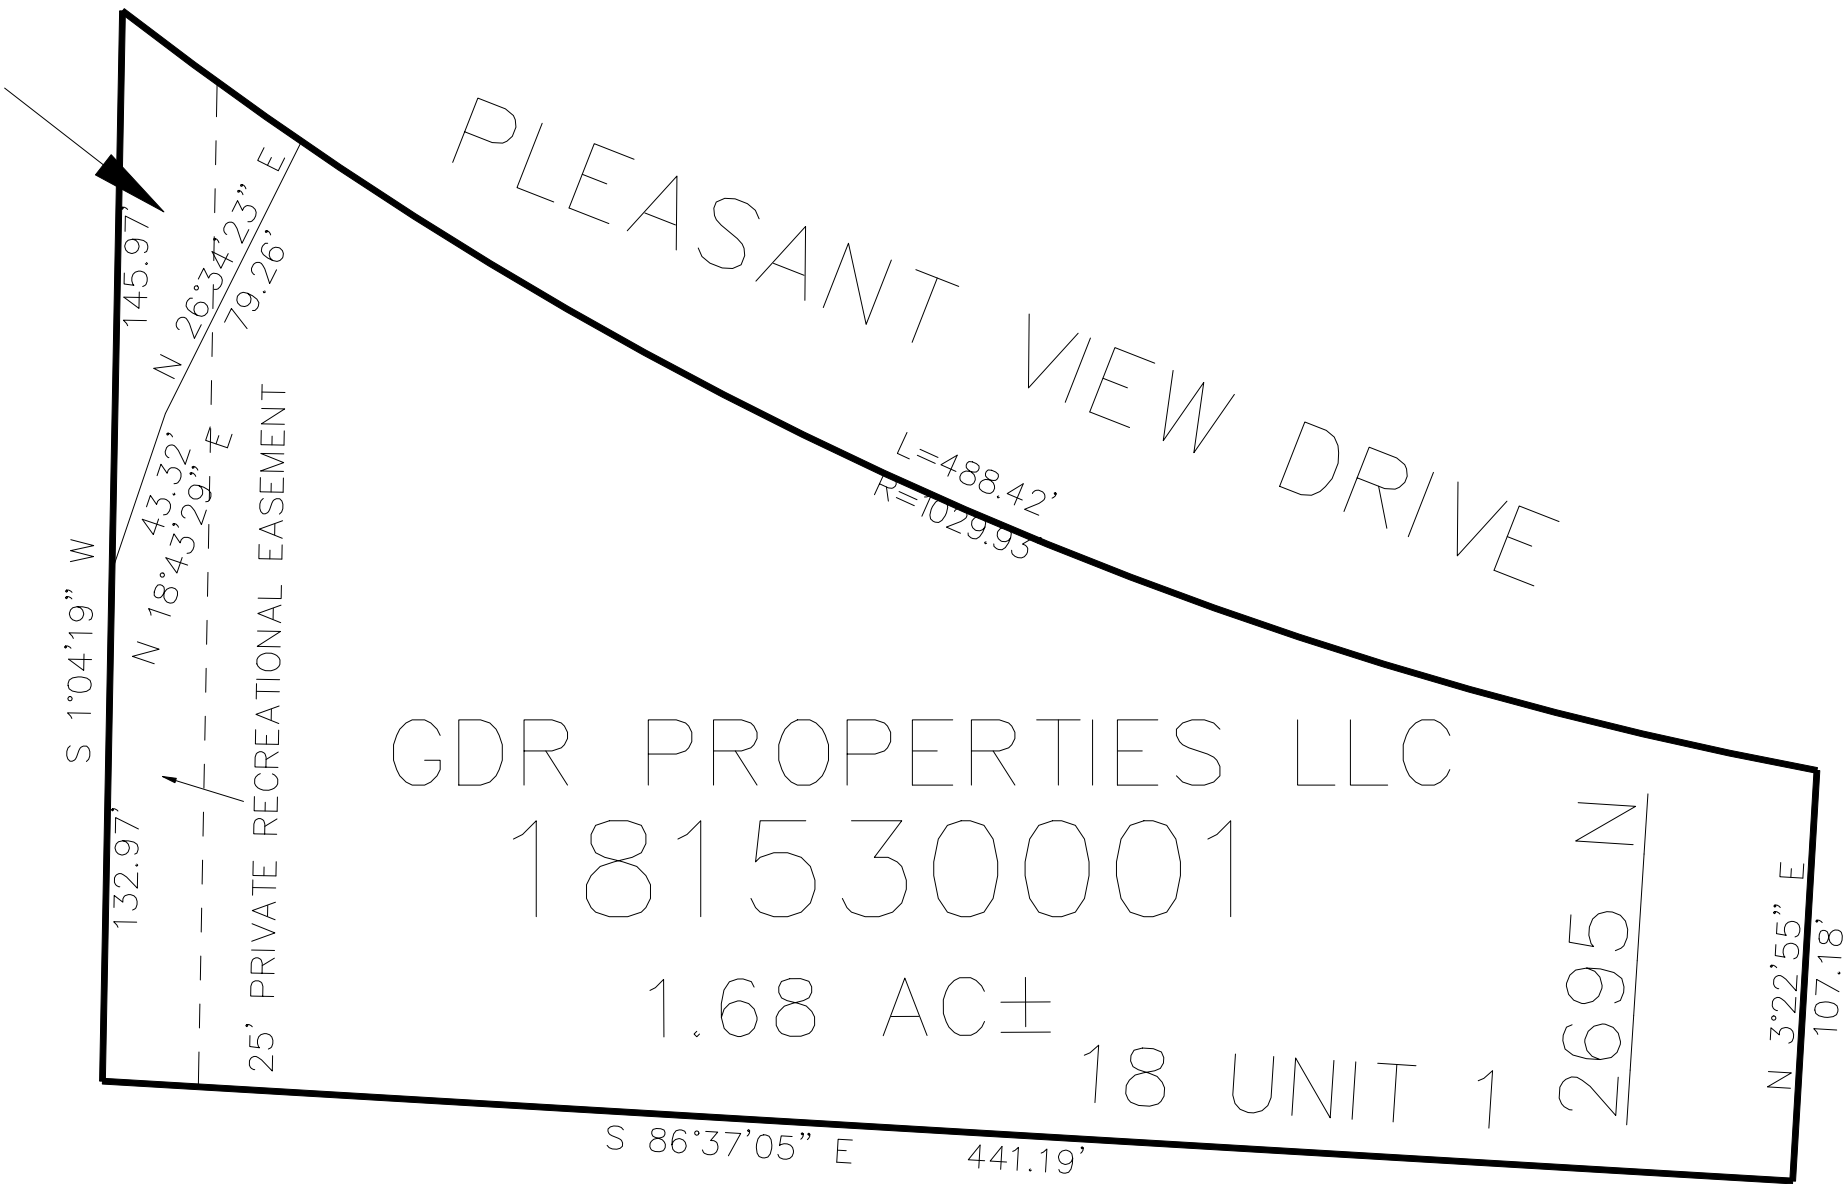 PLEASANT VIEW DRIVE
145.97'
N 26°34'23" E
79.26'
43.32'
N 18°43'29" E
25' PRIVATE RECREATIONAL EASEMENT
L=488.42'
R=1029.93'
S 1°04'19" W
132.97'
GDR PROPERTIES LLC
181530001
1.68 AC±
18 UNIT 1
2695 N
N 3°22'55" E
107.18'
S 86°37'05" E 441.19'